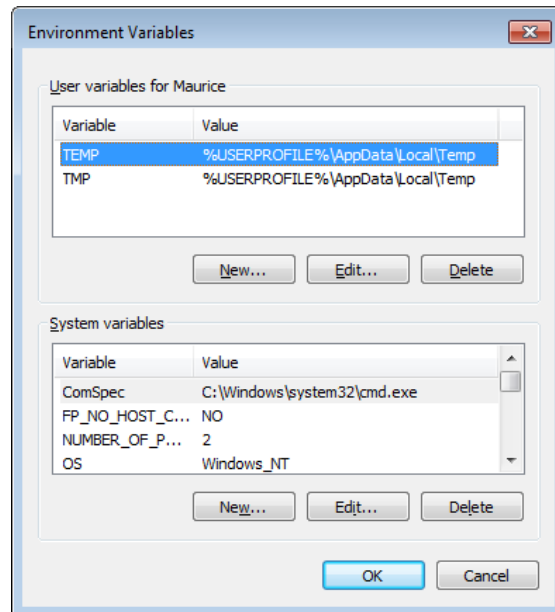 Environment Variables
User variables for Maurice
Variable Value
TEMP %USERPROFILE%\AppData\Local\Temp
TMP %USERPROFILE%\AppData\Local\Temp
New... Edit... Delete
System variables
Variable Value
ComSpec C:\Windows\system32\cmd.exe
FP_NO_HOST_C... NO
NUMBER_OF_P... 2
OS Windows_NT
New... Edit... Delete
OK Cancel